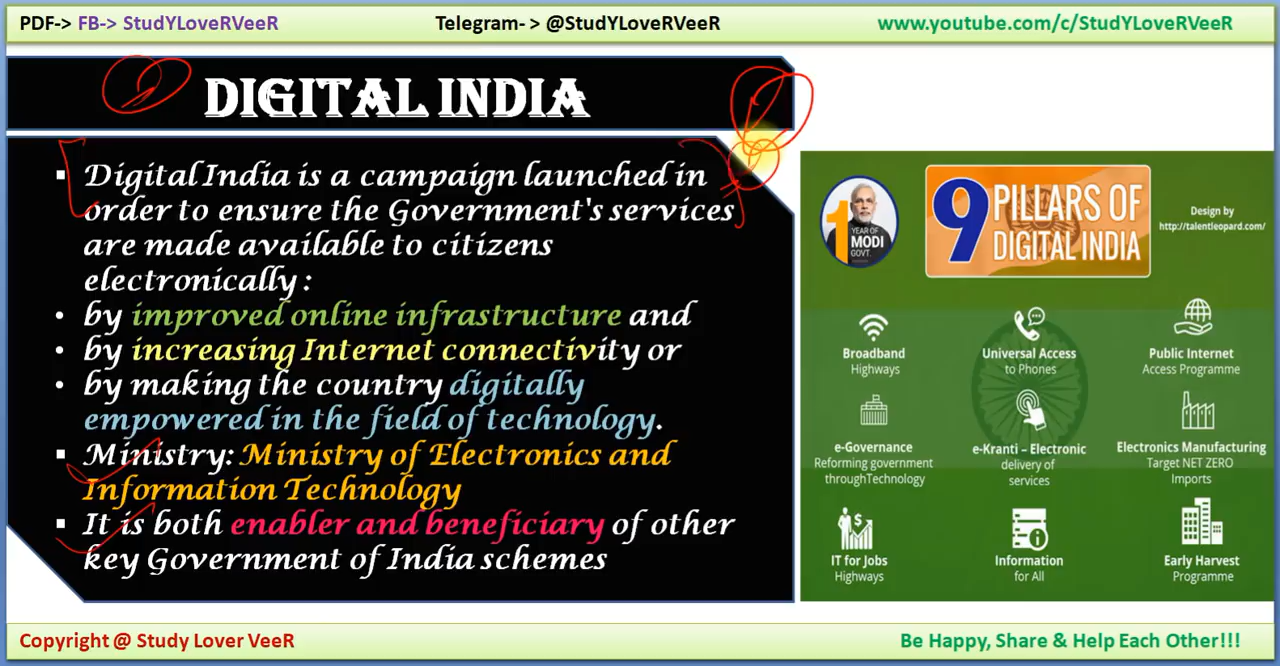 PDF-> FB-> StudYLoveRVeeR
Telegram- > @StudYLoveRVeeR
www.youtube.com/c/StudYLoveRVeeR
DIGITAL INDIA
▪ Digital India is a campaign launched in
order to ensure the Government's services
are made available to citizens
electronically :
• by improved online infrastructure and
• by increasing Internet connectivity or
• by making the country digitally
empowered in the field of technology.
▪ Ministry: Ministry of Electronics and
Information Technology
▪ It is both enabler and beneficiary of other
key Government of India schemes
1 YEAR OF
MODI
GOVT.
9 PILLARS OF
DIGITAL INDIA
Design by
http://talentleopard.com/
Broadband
Highways
Universal Access
to Phones
Public Internet
Access Programme
e-Governance
Reforming government
throughTechnology
e-Kranti – Electronic
delivery of
services
Electronics Manufacturing
Target NET ZERO
Imports
IT for Jobs
Highways
Information
for All
Early Harvest
Programme
Copyright @ Study Lover VeeR
Be Happy, Share & Help Each Other!!!